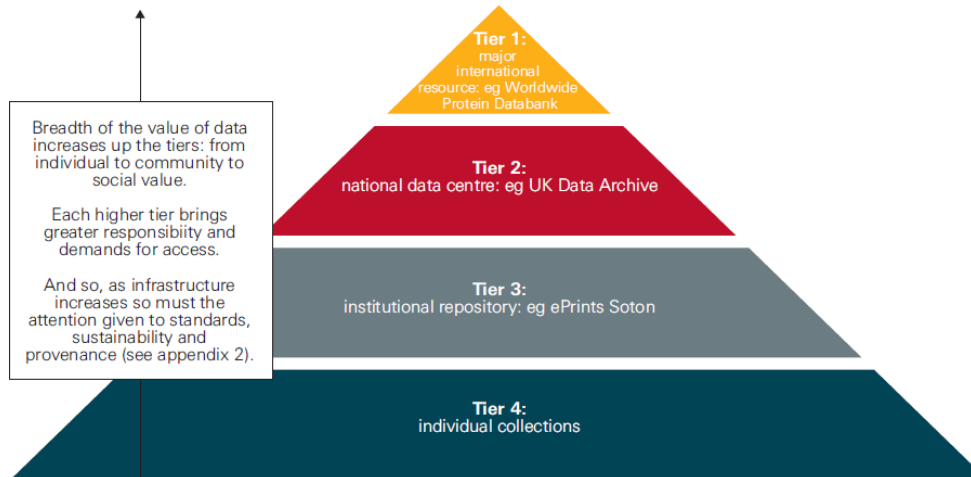 Tier 1:
major
international
resource: eg Worldwide
Protein Databank
Breadth of the value of data
increases up the tiers: from
individual to community to
social value.
Each higher tier brings
greater responsibiity and
demands for access.
And so, as infrastructure
increases so must the
attention given to standards,
sustainability and
provenance (see appendix 2).
Tier 2:
national data centre: eg UK Data Archive
Tier 3:
institutional repository: eg ePrints Soton
Tier 4:
individual collections